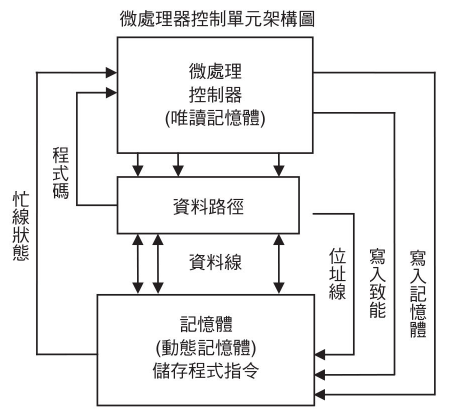 微處理器控制單元架構圖
微處理
控制器
(唯讀記憶體)
程式碼
忙線狀態
資料路徑
資料線
位址線
寫入致能
寫入記憶體
記憶體
(動態記憶體)
儲存程式指令